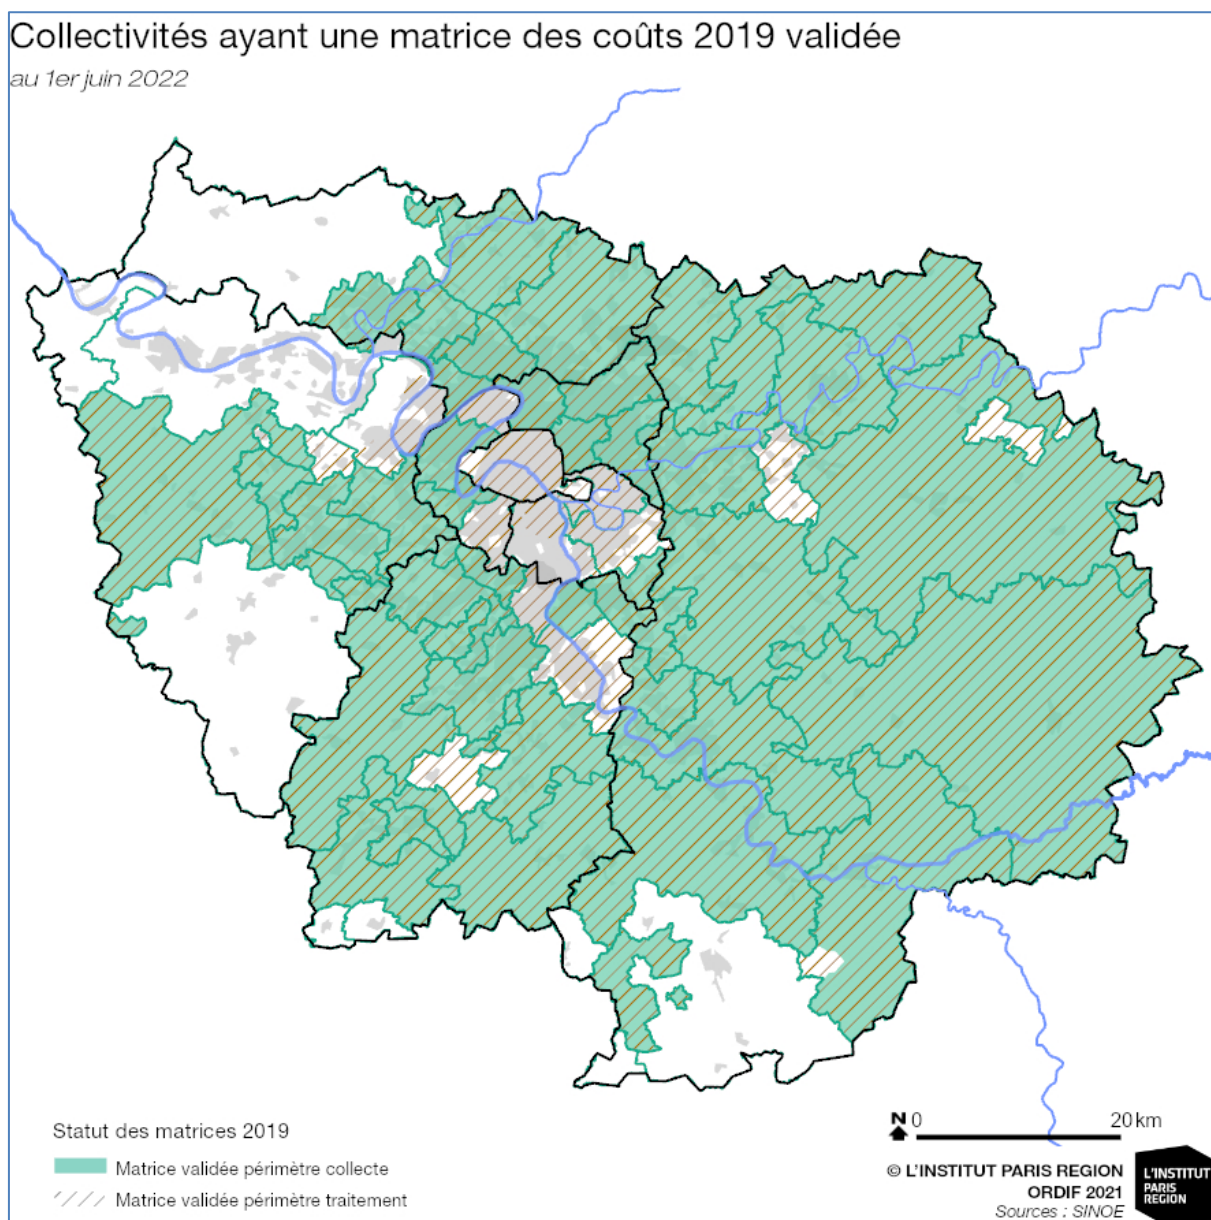 Collectivités ayant une matrice des coûts 2019 validée
au 1er juin 2022
Statut des matrices 2019
Matrice validée périmètre collecte
Matrice validée périmètre traitement
N 0 20 km
© L'INSTITUT PARIS REGION
ORDIF 2021
Sources : SINOE
L'INSTITUT
PARIS
REGION